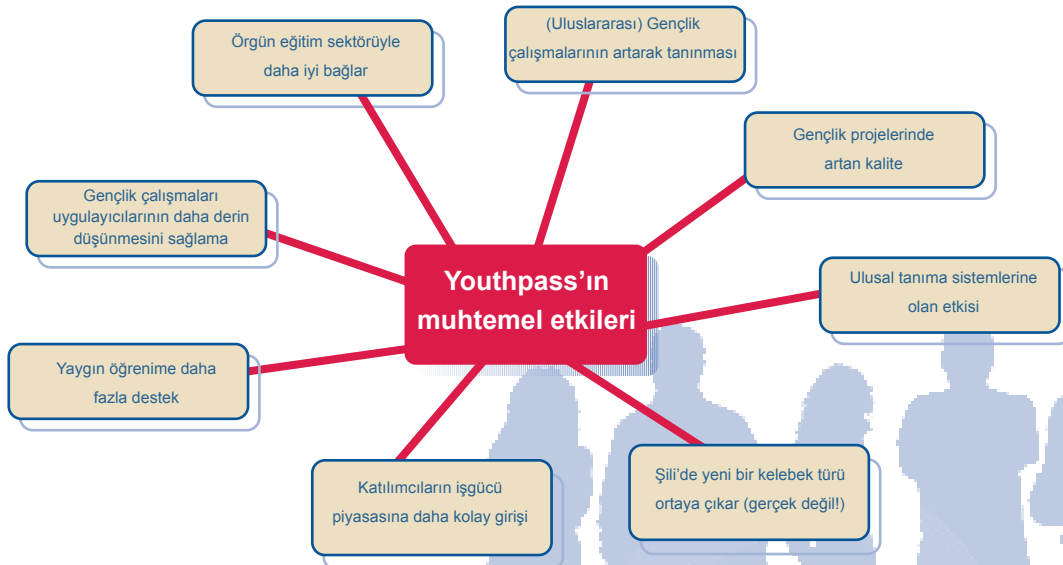 Örgün eğitim sektörüyle
daha iyi bağlar
(Uluslararası) Gençlik
çalışmalarının artarak tanınması
Gençlik projelerinde
artan kalite
Gençlik çalışmaları
uygulayıcılarının daha derin
düşünmesini sağlama
Youthpass’ın
muhtemel etkileri
Ulusal tanıma sistemlerine
olan etkisi
Yaygın öğrenime daha
fazla destek
Katılımcıların işgücü
piyasasına daha kolay girişi
Şili’de yeni bir kelebek türü
ortaya çıkar (gerçek değil!)